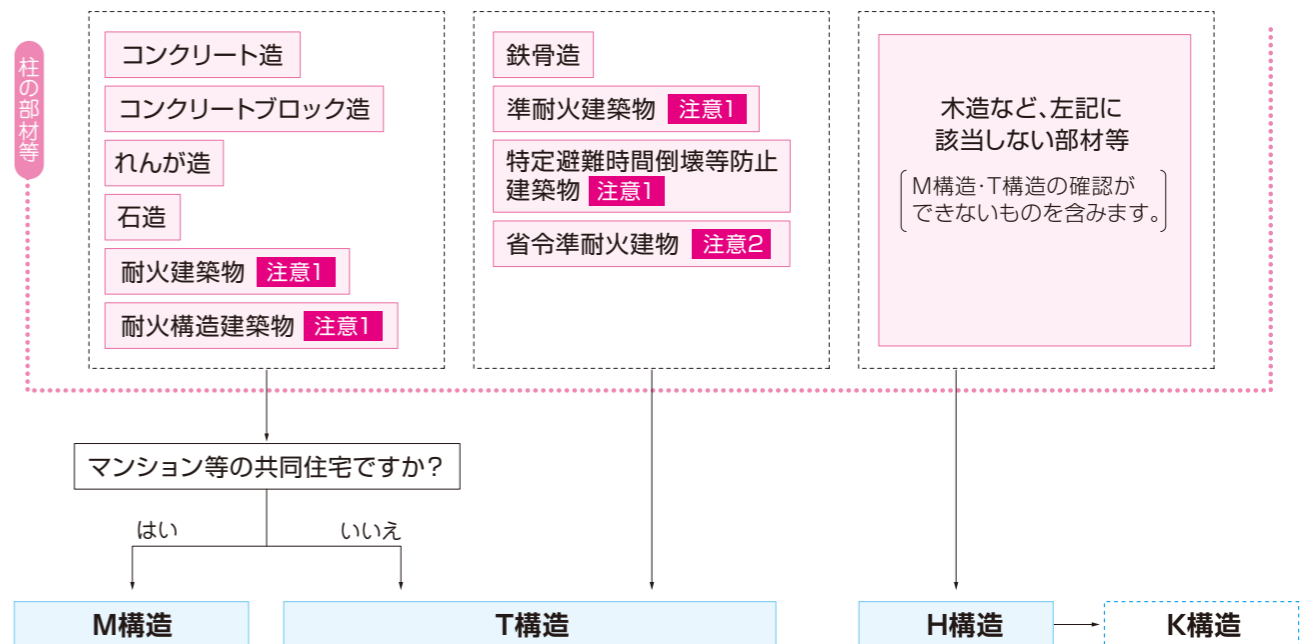 柱の部材等
コンクリート造
コンクリートブロック造
れんが造
石造
耐火建築物 注意1
耐火構造建築物 注意1
鉄骨造
準耐火建築物 注意1
特定避難時間倒壊等防止
建築物 注意1
省令準耐火建物 注意2
木造など、左記に
該当しない部材等
M構造・T構造の確認が
できないものを含みます。
マンション等の共同住宅ですか?
はい
いいえ
M構造
T構造
H構造
K構造